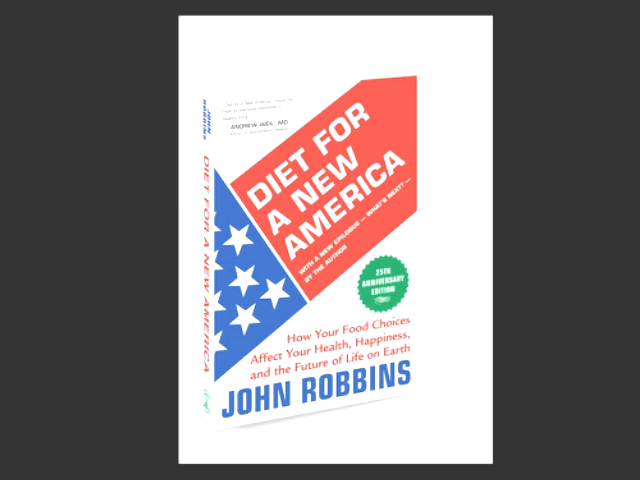 JOHN
ROBBINS
DIET FOR A NEW AMERICA
ANDREW WEIL, MD
DIET FOR
A NEW
AMERICA
WITH A NEW EPILOGUE — WHAT'S NEXT? —
BY THE AUTHOR
25TH
ANNIVERSARY
EDITION
How Your Food Choices
Affect Your Health, Happiness,
and the Future of Life on Earth
JOHN ROBBINS